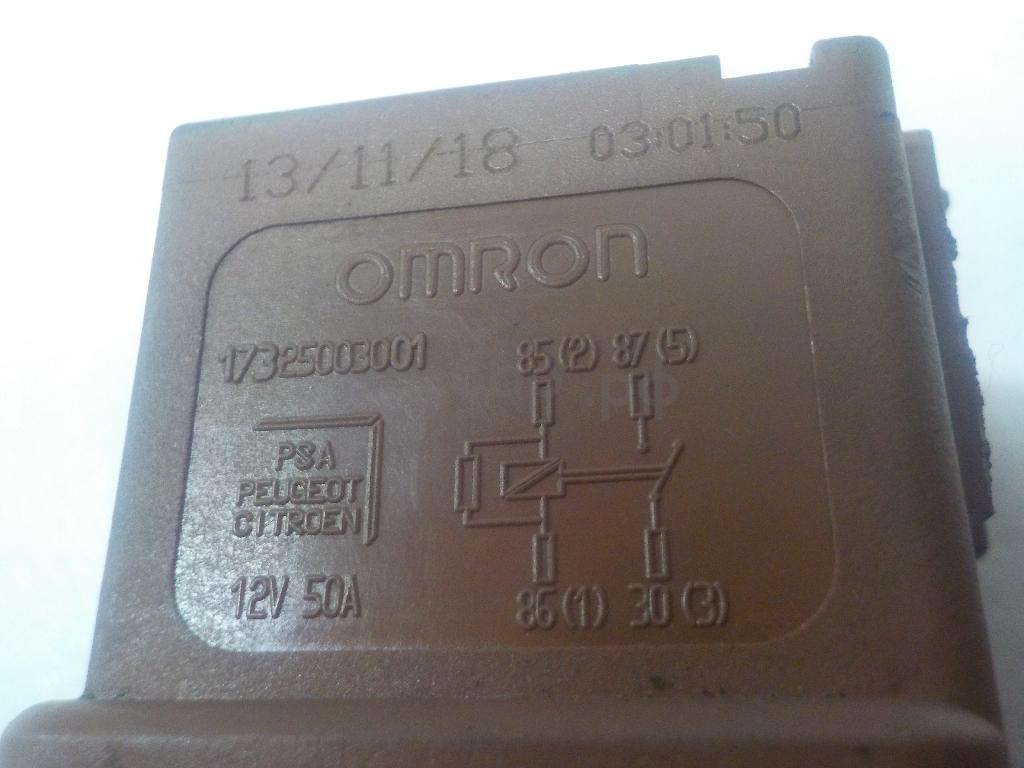 13/11/18 03:01:50
OMRON
17325003001
85(2) 87(5)
PSA
PEUGEOT
CITROEN
12V 50A
86(1) 30(3)